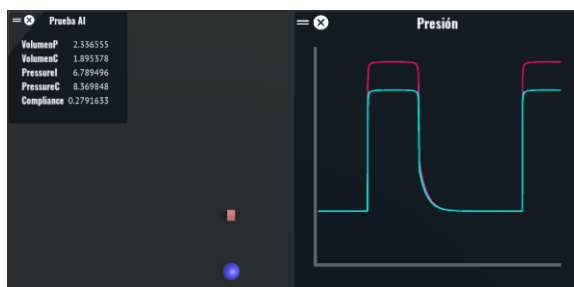 Prueba AI
VolumenP 2.336555
VolumenC 1.895378
PressureI 6.789496
PressureC 8.369848
Compliance 0.2791633
Presión